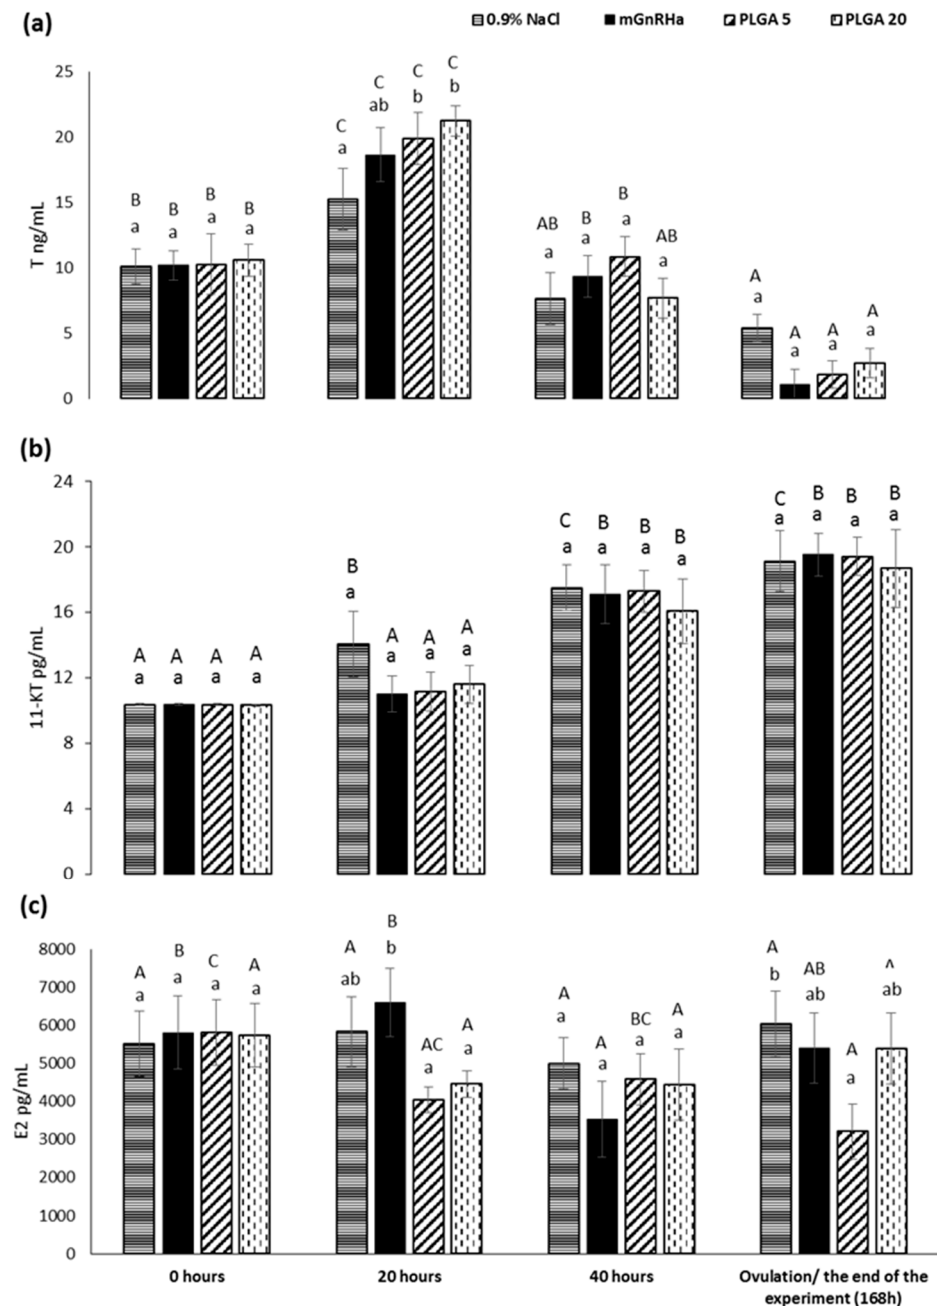 (a)
0.9% NaCl mGnRHa PLGA 5 PLGA 20
T ng/mL
25
20
15
10
5
0
B B B B
a a a a
C C C C
a ab b b
AB B B AB
a a a a
A A A A
a a a a
(b)
11-KT pg/mL
24
20
16
12
8
4
0
A A A A
a a a a
B A A A
a a a a
C B B B
a a a a
C B B B
a a a a
(c)
E2 pg/mL
8000
7000
6000
5000
4000
3000
2000
1000
0
A B C A
a a a a
A B AC A
ab b a a
A A BC A
a a a a
A AB A
b ab a ab
0 hours 20 hours 40 hours Ovulation/ the end of the
experiment (168h)